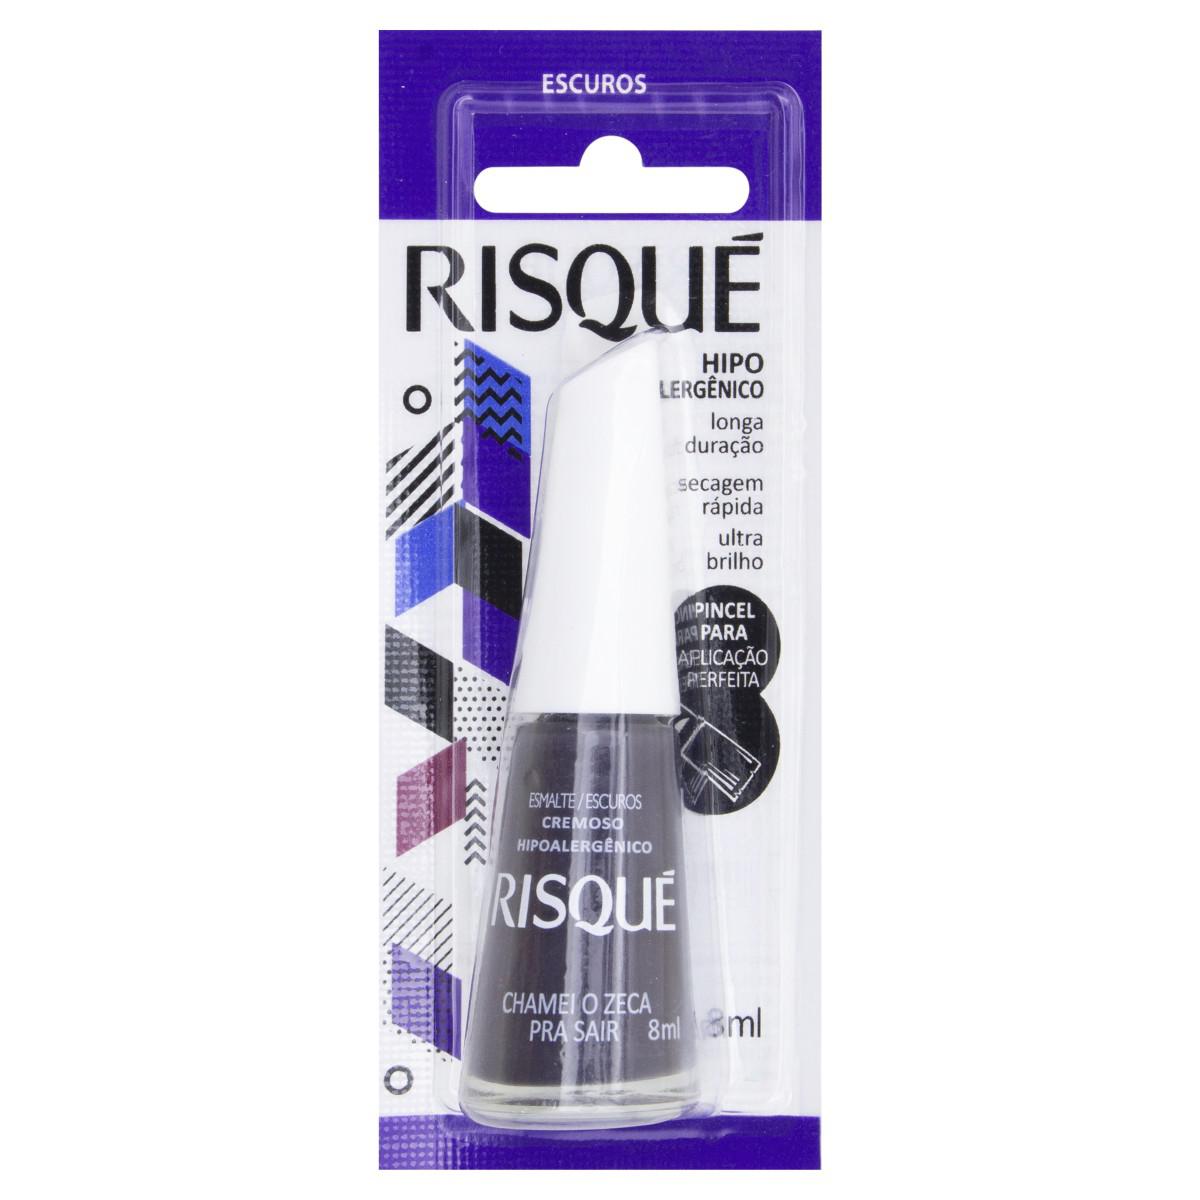 ESCUROS
RISQUÉ
HIPO
LERGÊNICO
longa
duração
secagem
rápida
ultra
brilho
PINCEL
PARA
APLICAÇÃO
PERFEITA
ESMALTE / ESCUROS
CREMOSO
HIPOALERGÊNICO
RISQUÉ
CHAMEI O ZECA
PRA SAIR 8ml
8ml